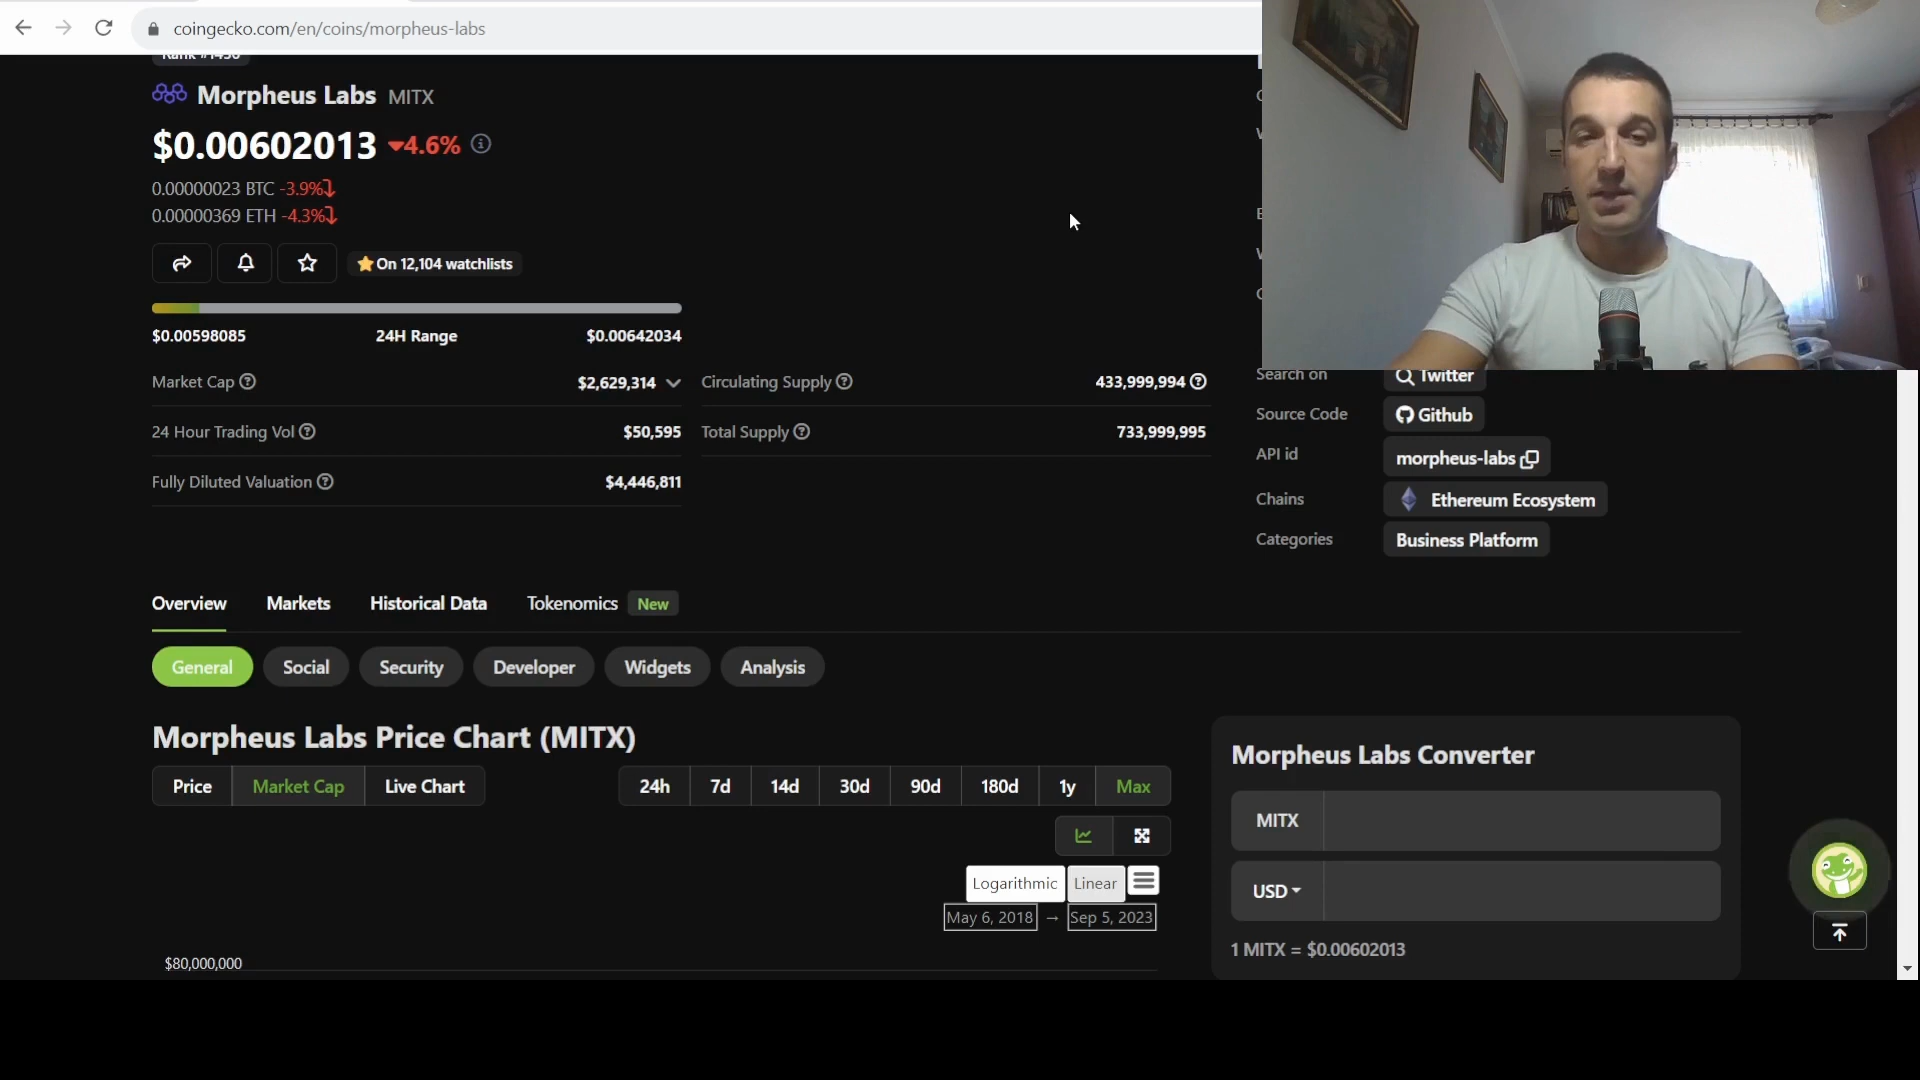 coingecko.com/en/coins/morpheus-labs
Rank #1436
Morpheus Labs MITX
$0.00602013 4.6%
0.00000023 BTC -3.9%
0.00000369 ETH -4.3%
On 12,104 watchlists
$0.00598085 24H Range $0.00642034
Market Cap $2,629,314
24 Hour Trading Vol $50,595
Fully Diluted Valuation $4,446,811
Circulating Supply 433,999,994
Total Supply 733,999,995
Search on Twitter
Source Code Github
API id morpheus-labs
Chains Ethereum Ecosystem
Categories Business Platform
Overview Markets Historical Data Tokenomics New
General Social Security Developer Widgets Analysis
Morpheus Labs Price Chart (MITX)
Price Market Cap Live Chart
24h 7d 14d 30d 90d 180d 1y Max
Logarithmic Linear
May 6, 2018 → Sep 5, 2023
$80,000,000
Morpheus Labs Converter
MITX
USD
1 MITX = $0.00602013